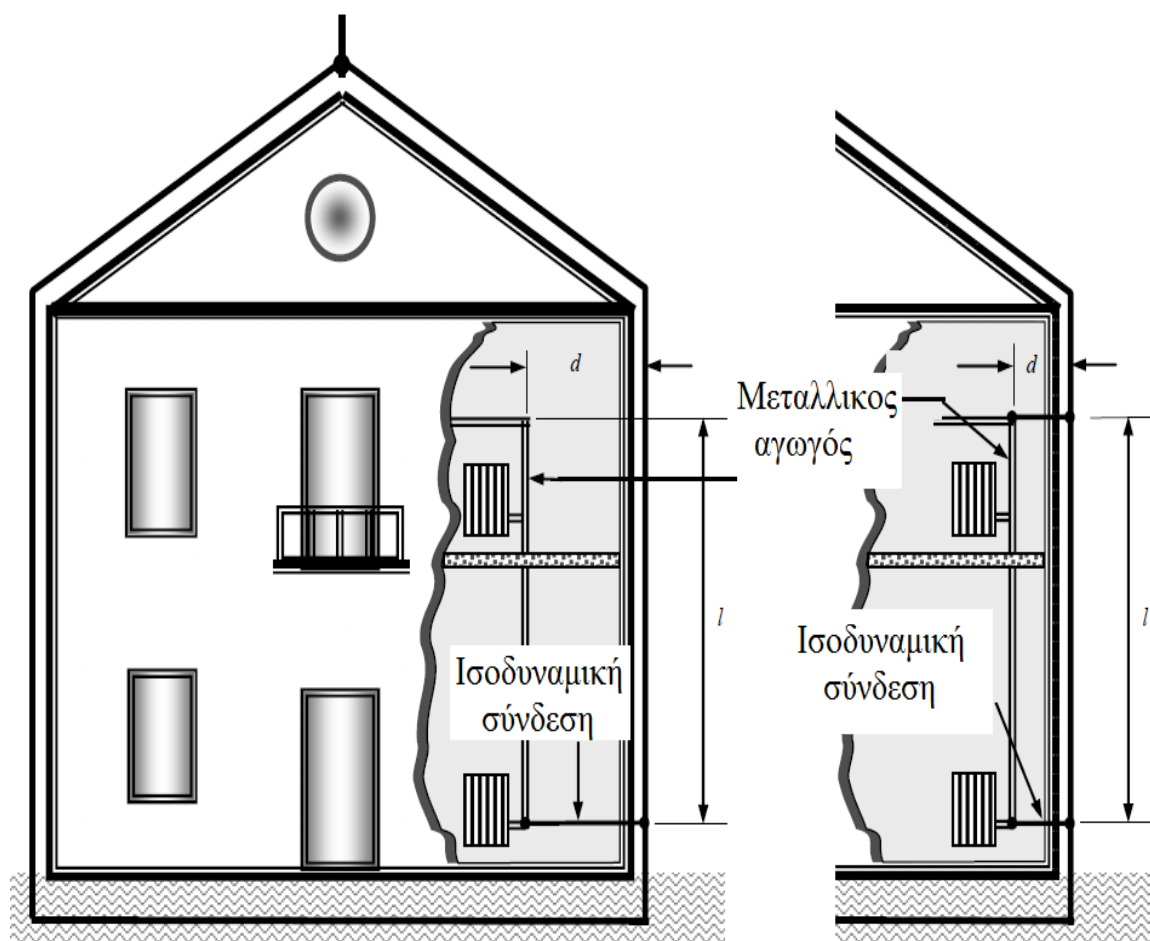 d
d
Μεταλλικος
αγωγός
l
l
Ισοδυναμική
σύνδεση
Ισοδυναμική
σύνδεση